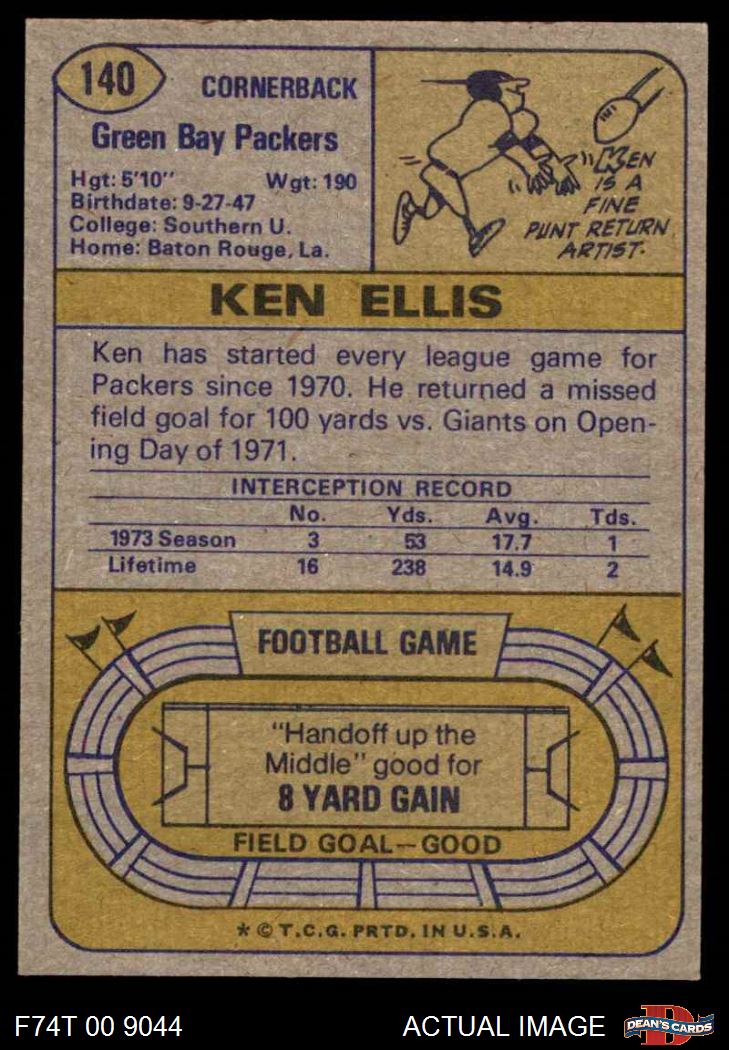 140
CORNERBACK
Green Bay Packers
Hgt: 5'10" Wgt: 190
Birthdate: 9-27-47
College: Southern U.
Home: Baton Rouge, La.
"KEN
IS A
FINE
PUNT RETURN
ARTIST.
KEN ELLIS
Ken has started every league game for
Packers since 1970. He returned a missed
field goal for 100 yards vs. Giants on Open-
ing Day of 1971.
INTERCEPTION RECORD
No. Yds. Avg. Tds.
1973 Season 3 53 17.7 1
Lifetime 16 238 14.9 2
FOOTBALL GAME
"Handoff up the
Middle" good for
8 YARD GAIN
FIELD GOAL—GOOD
* © T.C.G. PRTD. IN U.S.A.
F74T 00 9044 ACTUAL IMAGE
D
DEAN'S CARDS